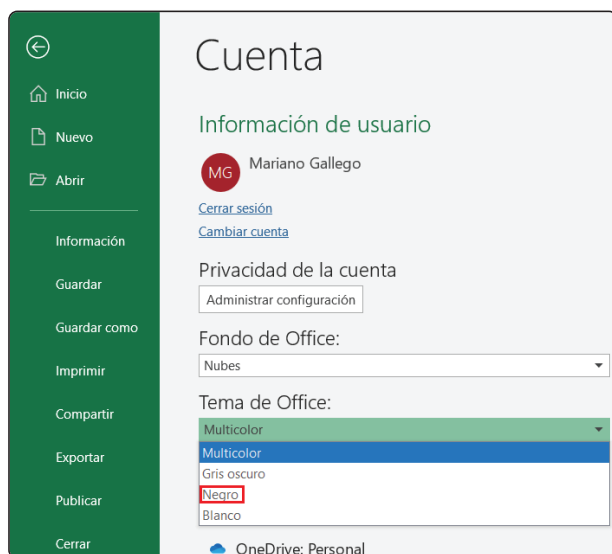 Inicio
Nuevo
Abrir
Información
Guardar
Guardar como
Imprimir
Compartir
Exportar
Publicar
Cerrar
Cuenta
Información de usuario
MG
Mariano Gallego
Cerrar sesión
Cambiar cuenta
Privacidad de la cuenta
Administrar configuración
Fondo de Office:
Nubes
Tema de Office:
Multicolor
Multicolor
Gris oscuro
Negro
Blanco
OneDrive: Personal